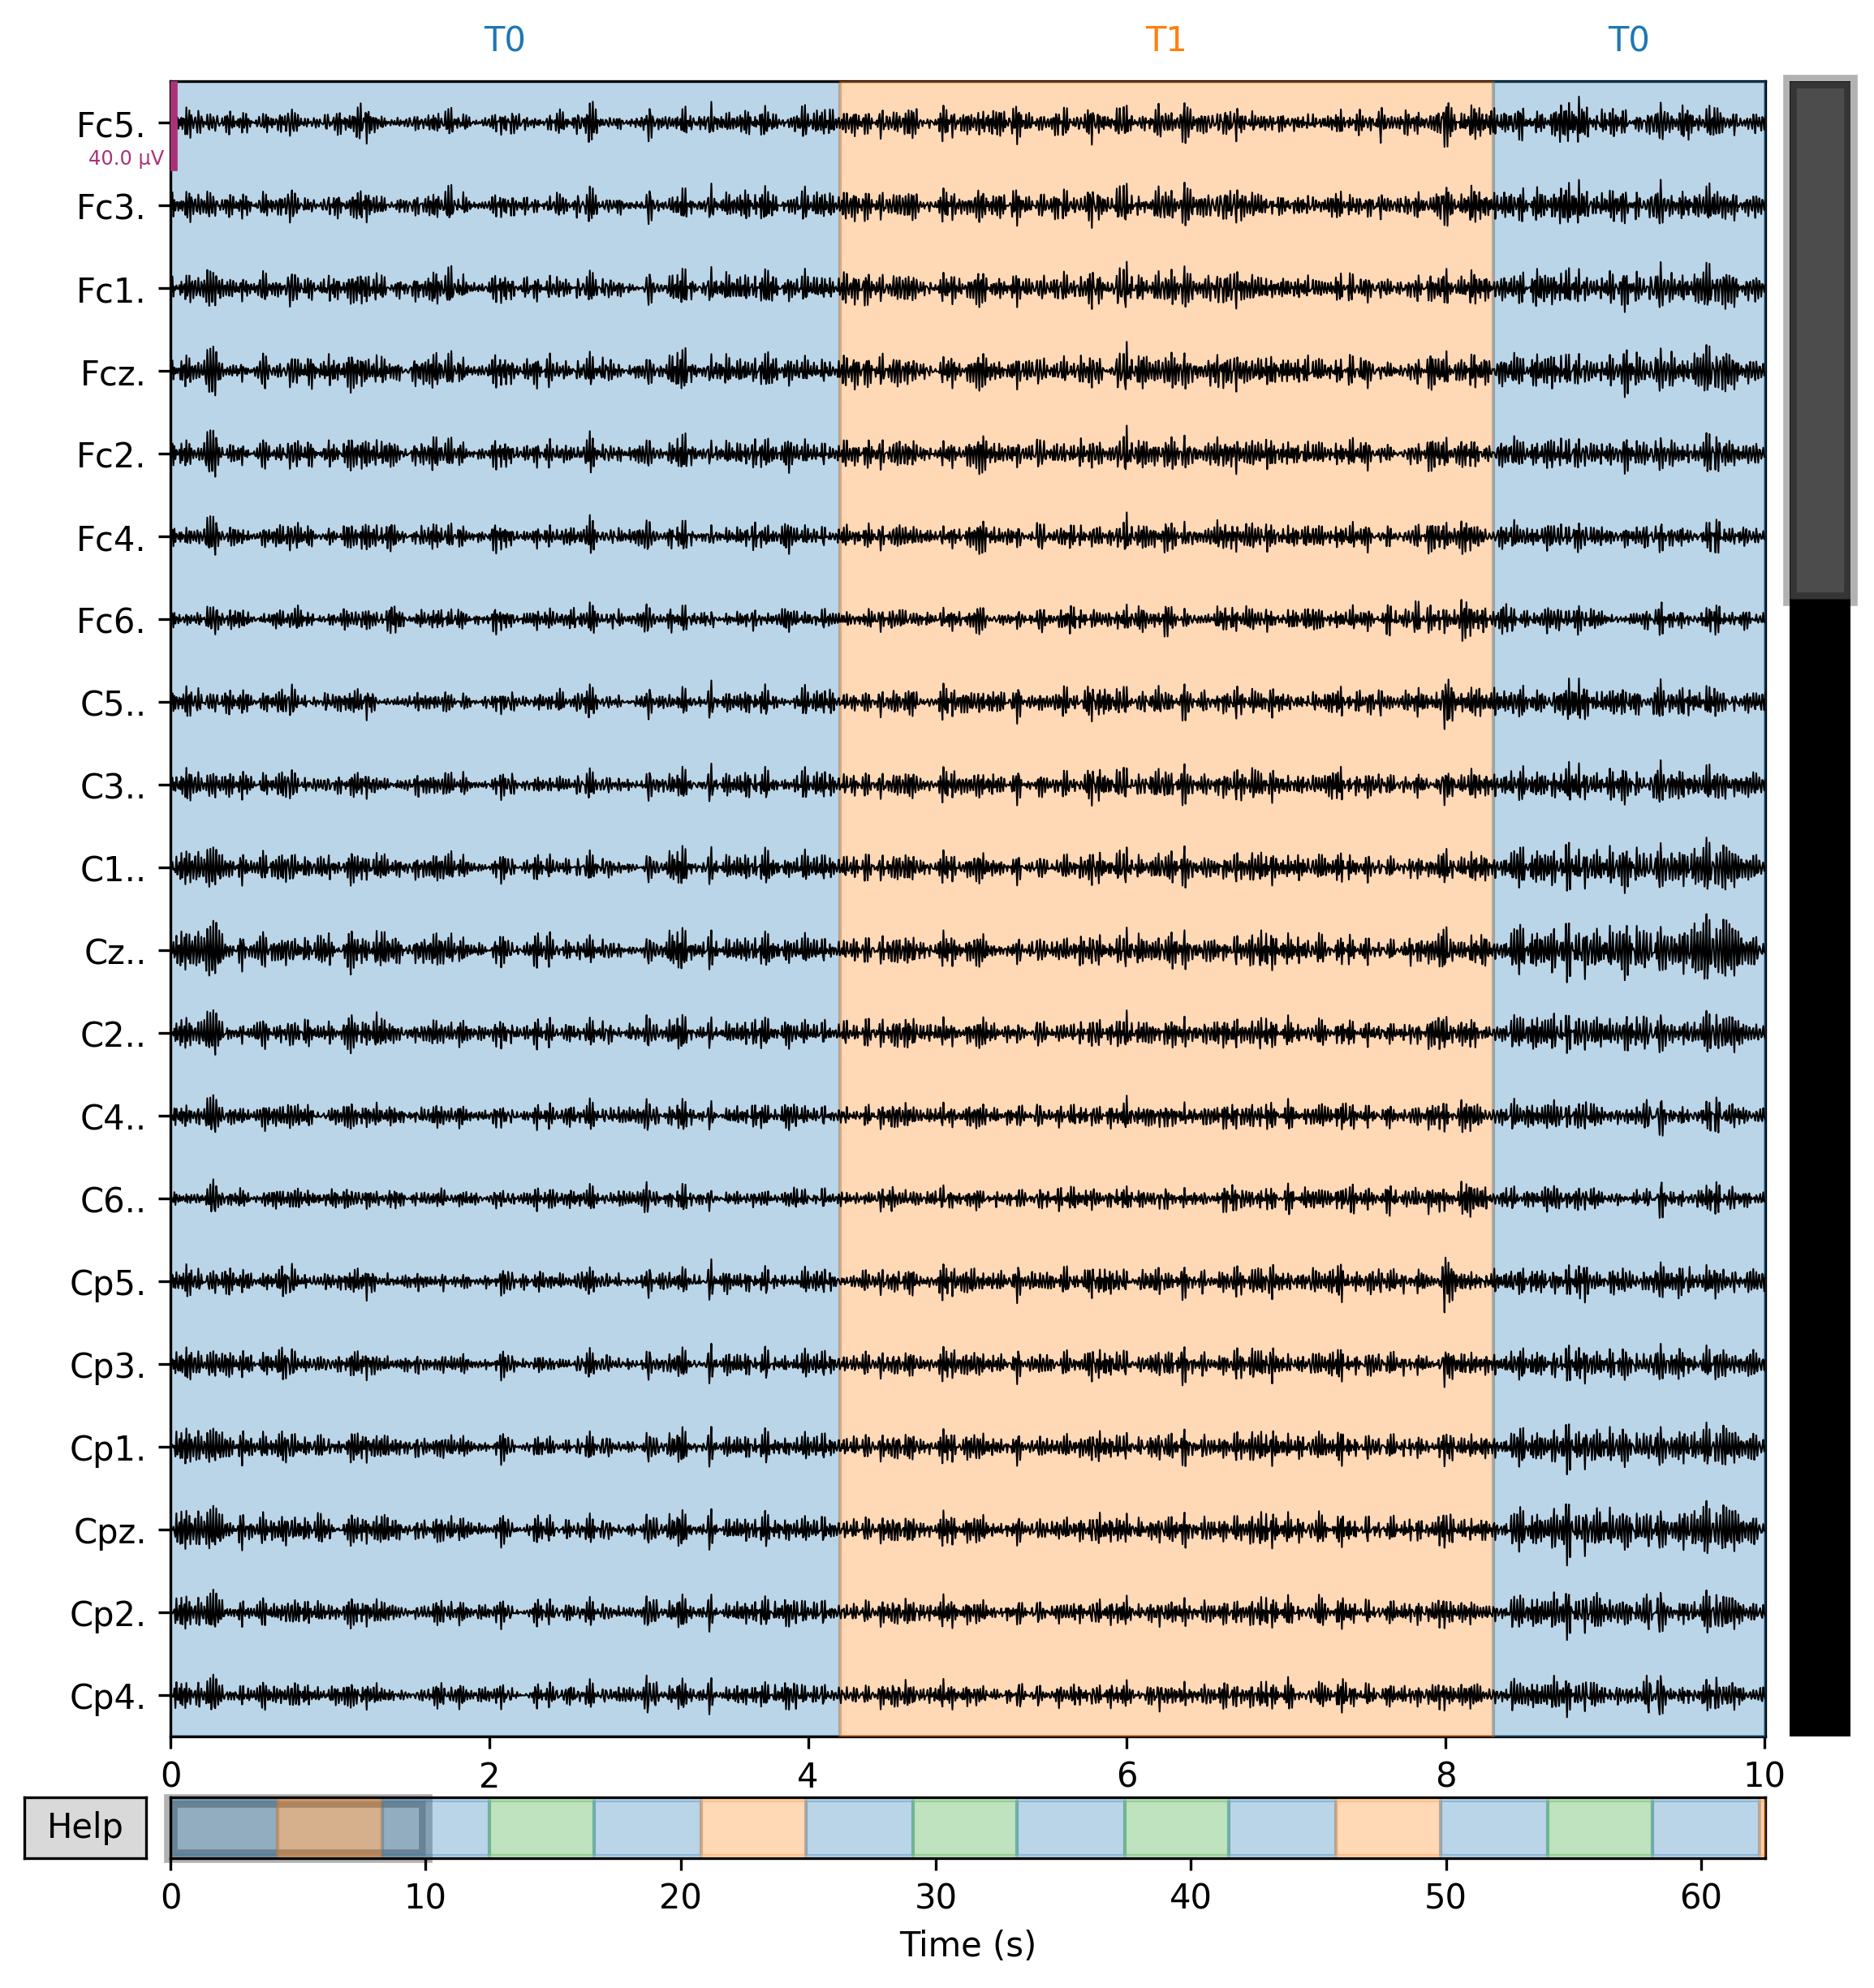 T0 T1 T0
Fc5.
40.0 µV
Fc3.
Fc1.
Fcz.
Fc2.
Fc4.
Fc6.
C5..
C3..
C1..
Cz..
C2..
C4..
C6..
Cp5.
Cp3.
Cp1.
Cpz.
Cp2.
Cp4.
0 2 4 6 8 10
Help
0 10 20 30 40 50 60
Time (s)